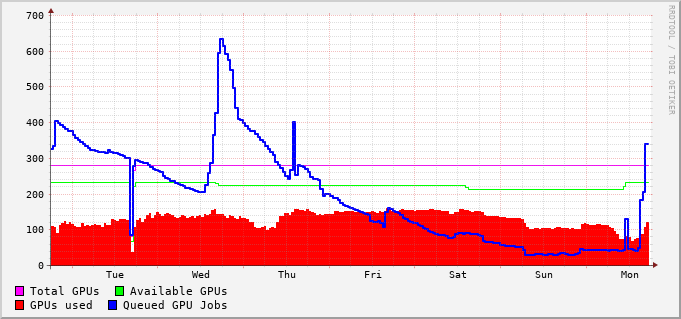 700
600
500
400
300
200
100
0
Tue Wed Thu Fri Sat Sun Mon
Total GPUs Available GPUs
GPUs used Queued GPU Jobs
RRDTOOL / TOBI OETIKER